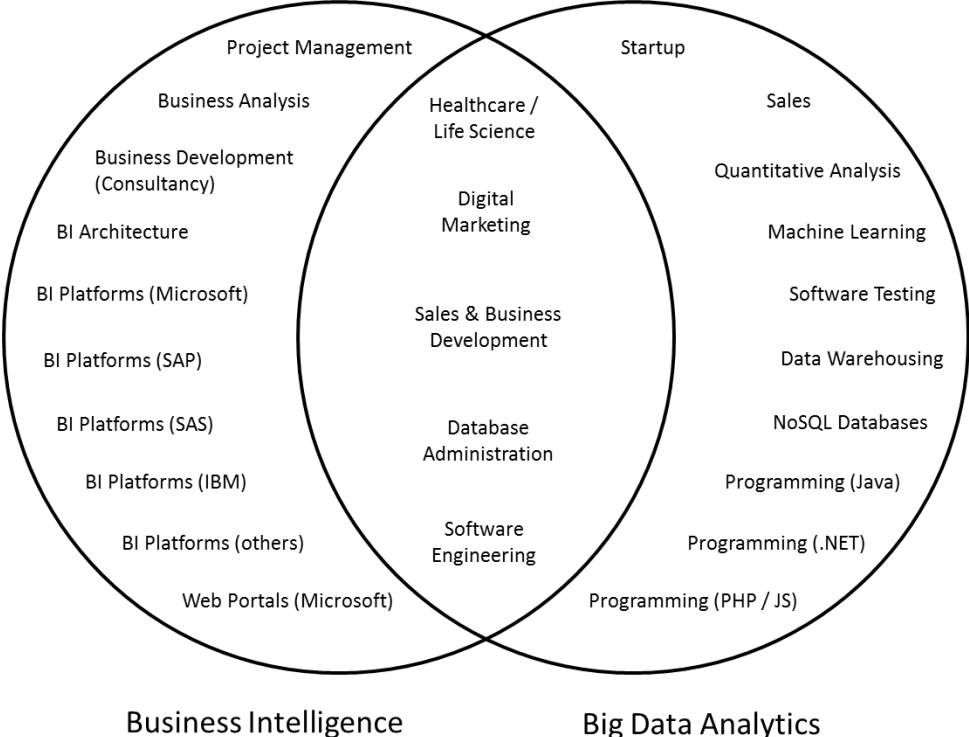 Project Management
Business Analysis
Business Development
(Consultancy)
BI Architecture
BI Platforms (Microsoft)
BI Platforms (SAP)
BI Platforms (SAS)
BI Platforms (IBM)
BI Platforms (others)
Web Portals (Microsoft)
Healthcare /
Life Science
Digital
Marketing
Sales & Business
Development
Database
Administration
Software
Engineering
Startup
Sales
Quantitative Analysis
Machine Learning
Software Testing
Data Warehousing
NoSQL Databases
Programming (Java)
Programming (.NET)
Programming (PHP / JS)
Business Intelligence
Big Data Analytics